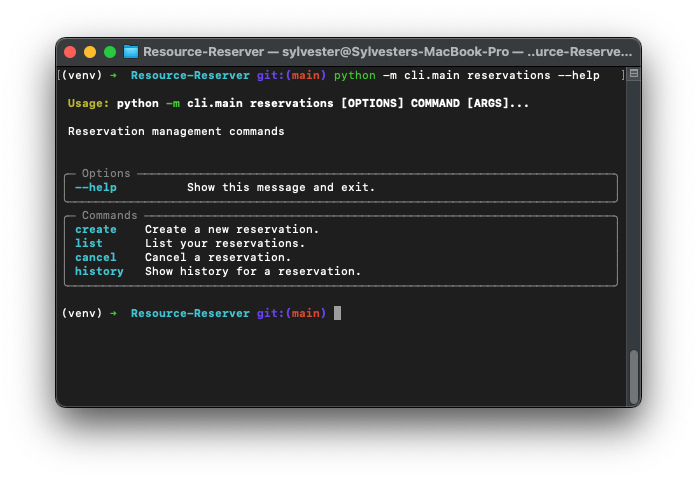 Resource-Reserver — sylvester@Sylvesters-MacBook-Pro — ..urce-Reserve...
[(venv) ➜  Resource-Reserver git:(main) python -m cli.main reservations --help ]
Usage: python -m cli.main reservations [OPTIONS] COMMAND [ARGS]...
Reservation management commands
Options
--help          Show this message and exit.
Commands
create    Create a new reservation.
list      List your reservations.
cancel    Cancel a reservation.
history   Show history for a reservation.
(venv) ➜  Resource-Reserver git:(main)